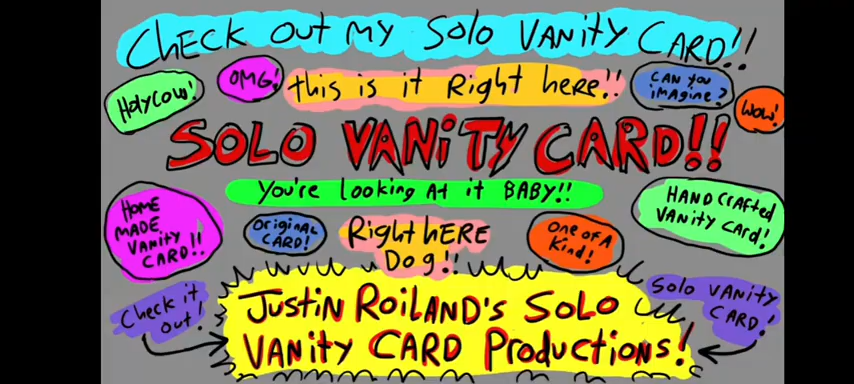 CHECK OUT MY SOLO VANITY CARD!!
HOLY COW!
OMG!
this is it Right here!!
CAN you imAgine?
WOW!
SOLO VANiTY CARD!!
You're Looking At it BABY!!
HOME MADE VANiTY CARD!!
ORiGiNAL CARD!
Right hERE Dog!!
One of A Kind!
HAND CRAfted VANiTy CARd!
Check it out!
Solo VANiTY CARD!
JUSTiN ROiLAND'S SOLO
VANity CARD PRoductioNs!